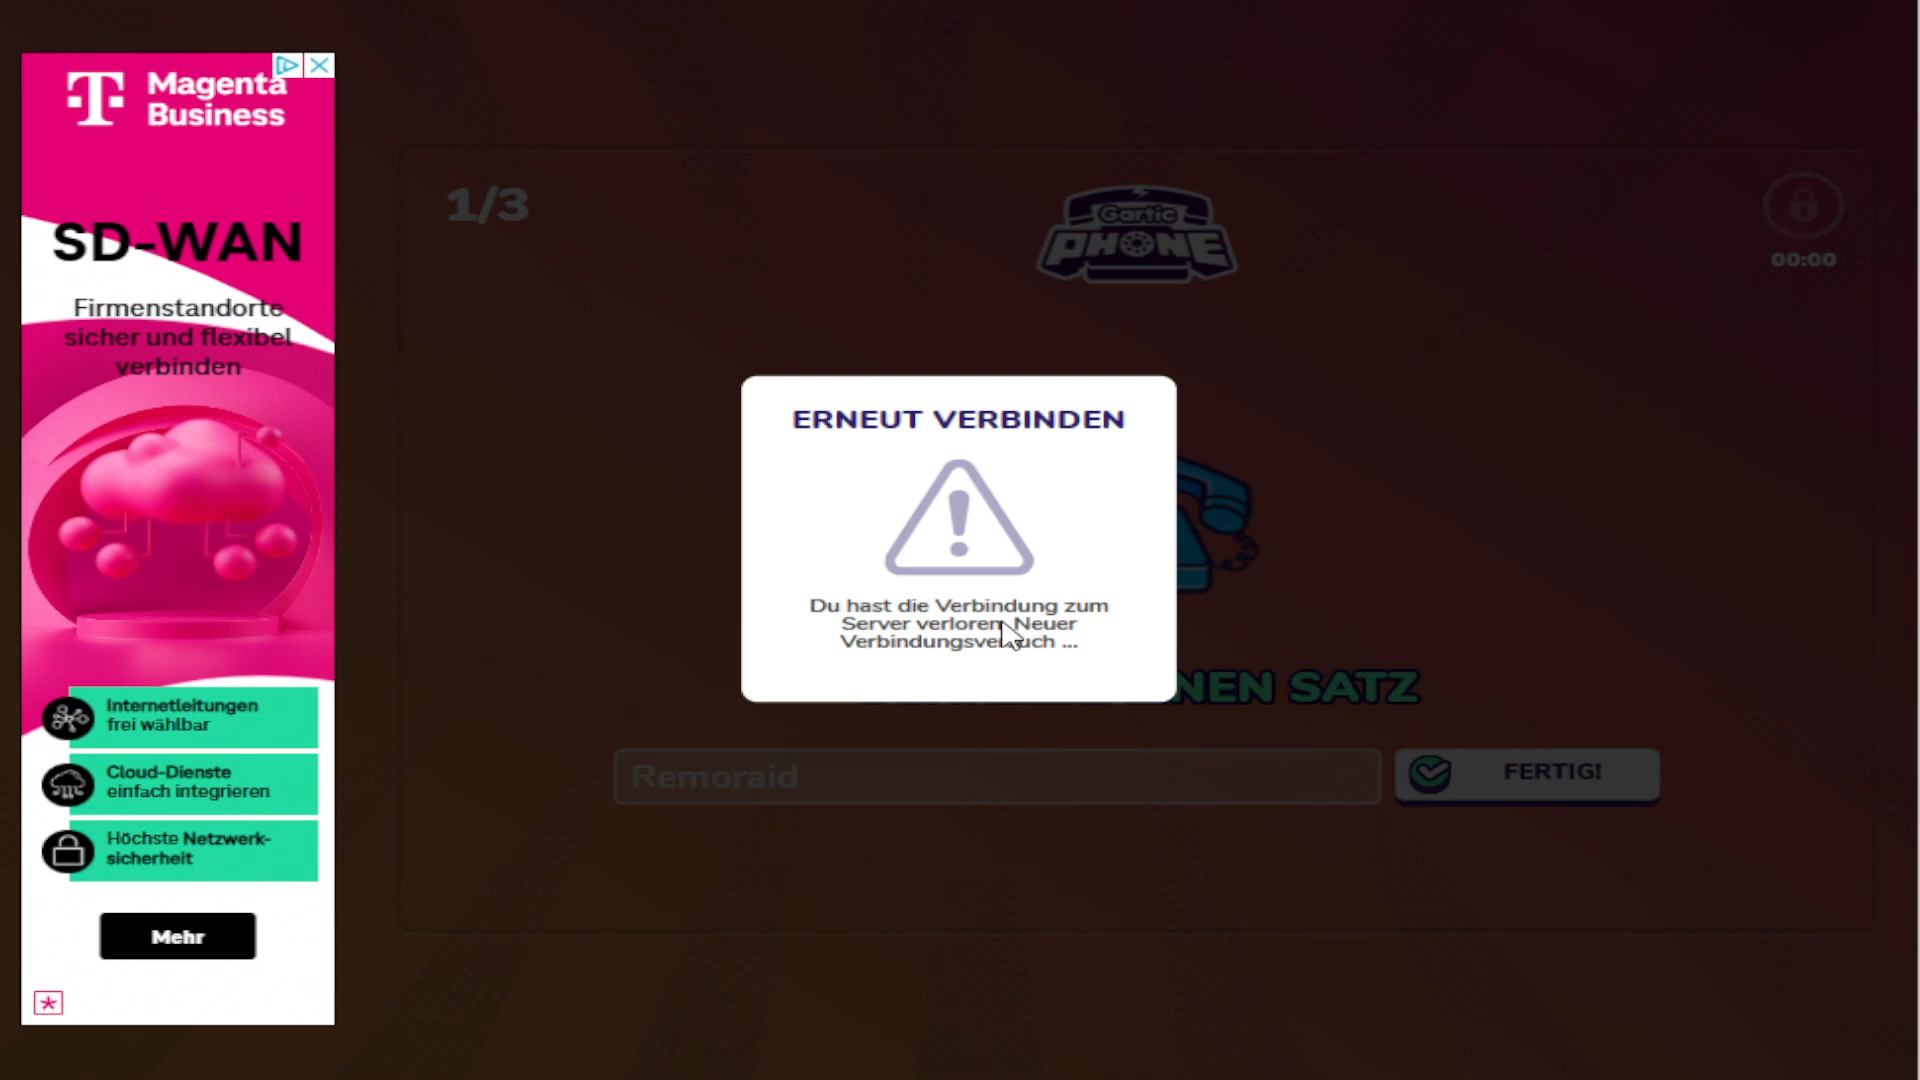 Magenta
Business
SD-WAN
Firmenstandorte
sicher und flexibel
verbinden
Internetleitungen
frei wählbar
Cloud-Dienste
einfach integrieren
Höchste Netzwerk-
sicherheit
Mehr
1/3
Gartic
PHONE
00:00
ERNEUT VERBINDEN
Du hast die Verbindung zum
Server verloren. Neuer
Verbindungsversuch ...
NEN SATZ
Remoraid
FERTIG!